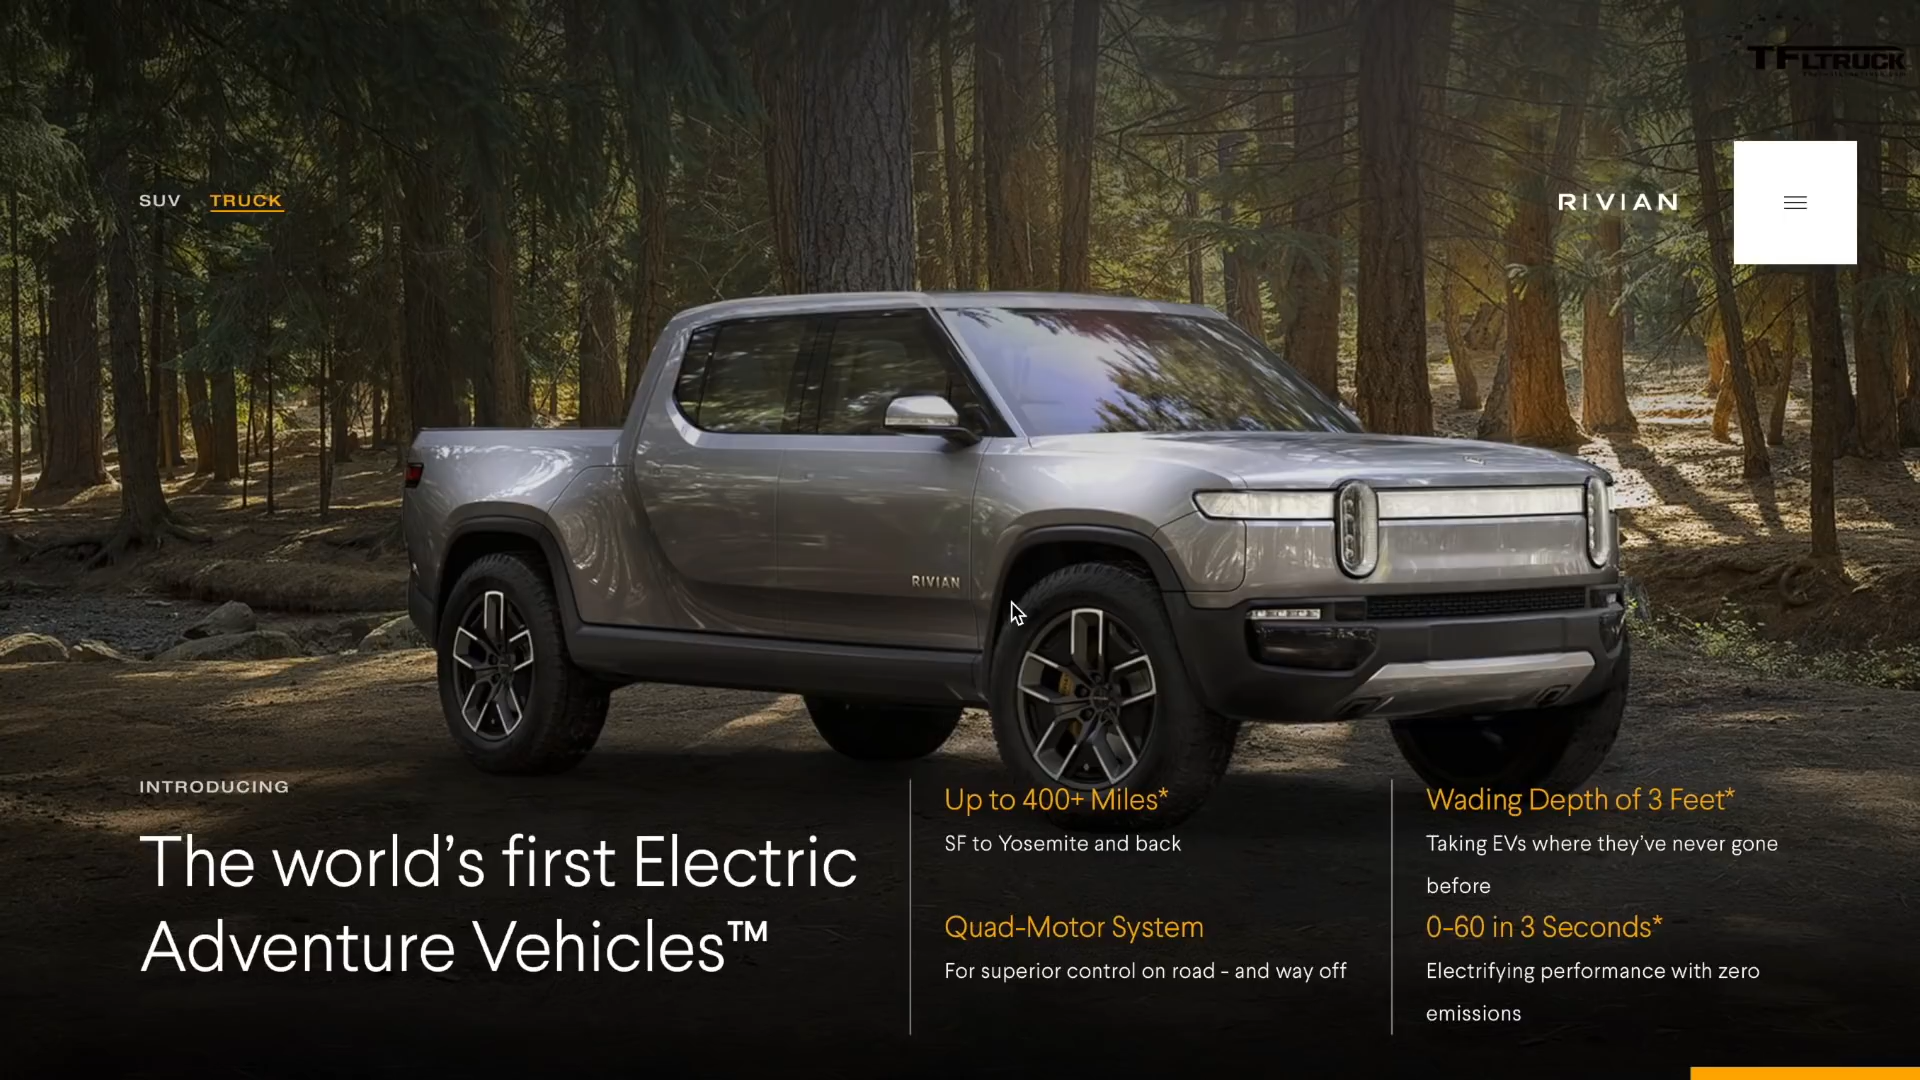 TFLTRUCK
SUV TRUCK
RIVIAN
RIVIAN
INTRODUCING
The world's first Electric
Adventure Vehicles™
Up to 400+ Miles*
SF to Yosemite and back
Quad-Motor System
For superior control on road - and way off
Wading Depth of 3 Feet*
Taking EVs where they've never gone
before
0-60 in 3 Seconds*
Electrifying performance with zero
emissions